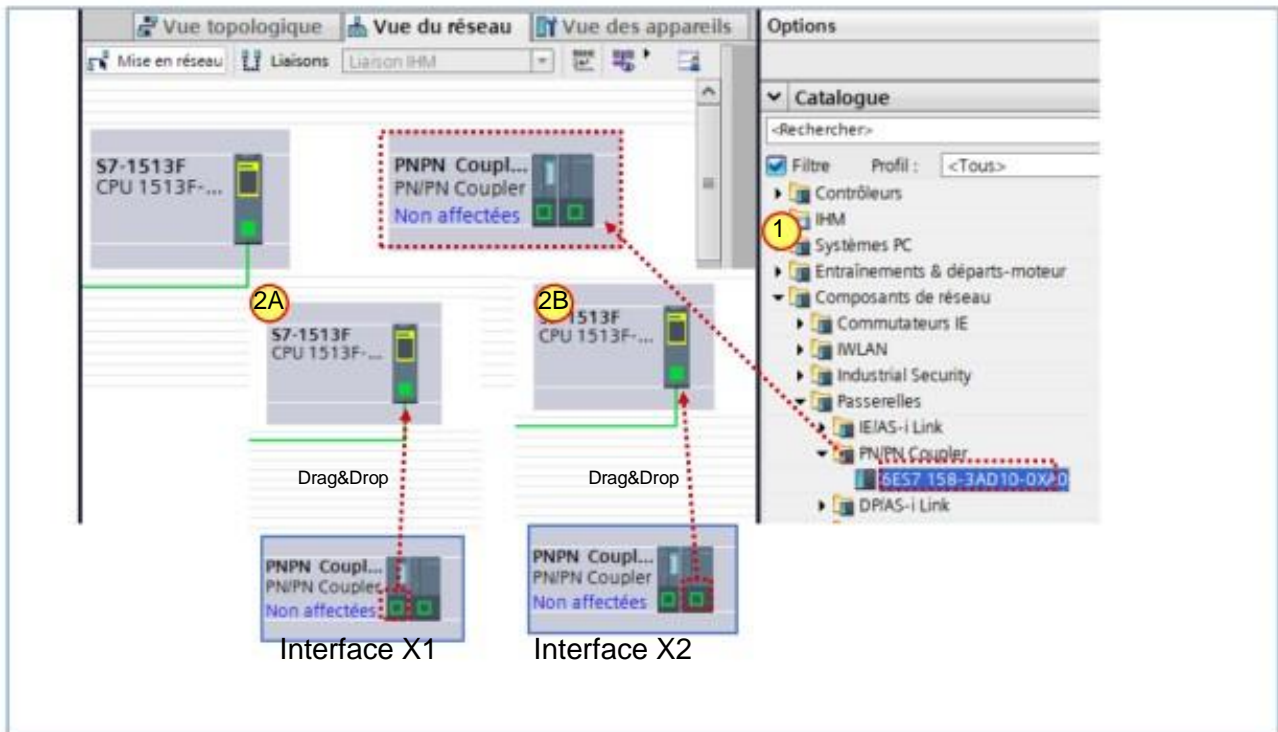 Vue topologique
Vue du réseau
Vue des appareils
Options
Mise en réseau
Liaisons
Liaison IHM
Catalogue
<Rechercher>
Filtre
Profil :
<Tous>
Contrôleurs
IHM
Systèmes PC
Entraînements & départs-moteur
Composants de réseau
Commutateurs IE
IWLAN
Industrial Security
Passerelles
IE/AS-i Link
PN/PN Coupler
6ES7 158-3AD10-0XA0
DP/AS-i Link
1
S7-1513F
CPU 1513F-...
PNPN Coupl...
PN/PN Coupler
Non affectées
2A
S7-1513F
CPU 1513F-...
2B
1513F
CPU 1513F-...
Drag&Drop
Drag&Drop
PNPN Coupl...
PN/PN Coupler
Non affectées
Interface X1
PNPN Coupl...
PN/PN Coupler
Non affectées
Interface X2